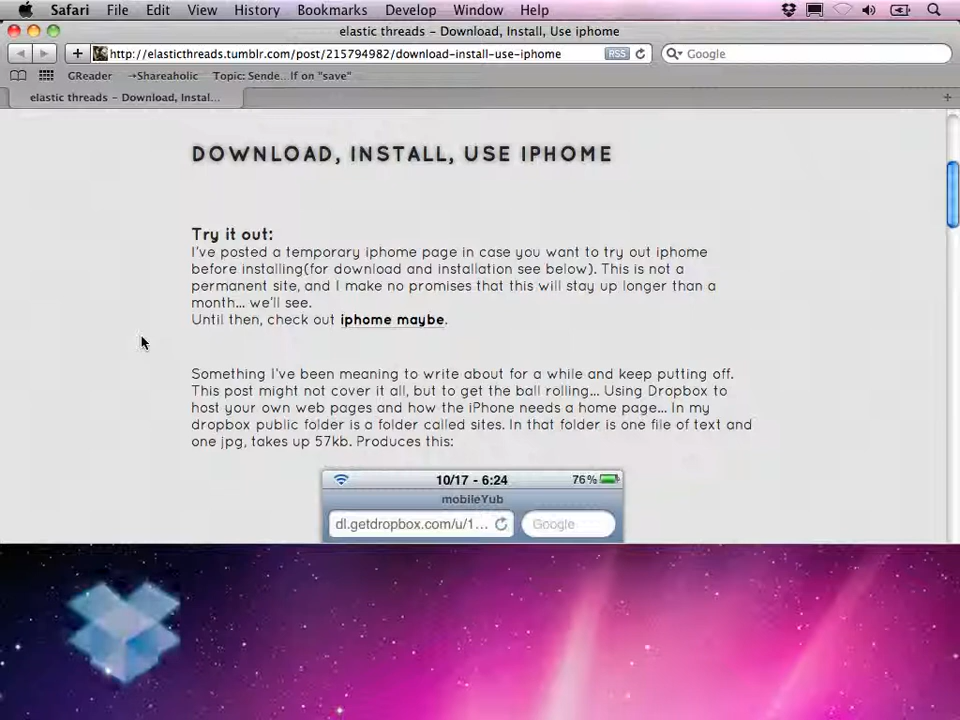 Safari File Edit View History Bookmarks Develop Window Help
elastic threads – Download, Install, Use iphone
http://elasticthreads.tumblr.com/post/215794982/download-install-use-iphome RSS Google
GReader →Shareaholic Topic: Sende.. If on "save"
elastic threads – Download, Instal...
DOWNLOAD, INSTALL, USE IPHOME
Try it out:
I've posted a temporary iphome page in case you want to try out iphome
before installing(for download and installation see below). This is not a
permanent site, and I make no promises that this will stay up longer than a
month... we'll see.
Until then, check out iphome maybe.
Something I've been meaning to write about for a while and keep putting off.
This post might not cover it all, but to get the ball rolling... Using Dropbox to
host your own web pages and how the iPhone needs a home page... In my
dropbox public folder is a folder called sites. In that folder is one file of text and
one jpg, takes up 57kb. Produces this:
10/17 - 6:24 76%
mobileYub
dl.getdropbox.com/u/1... Google